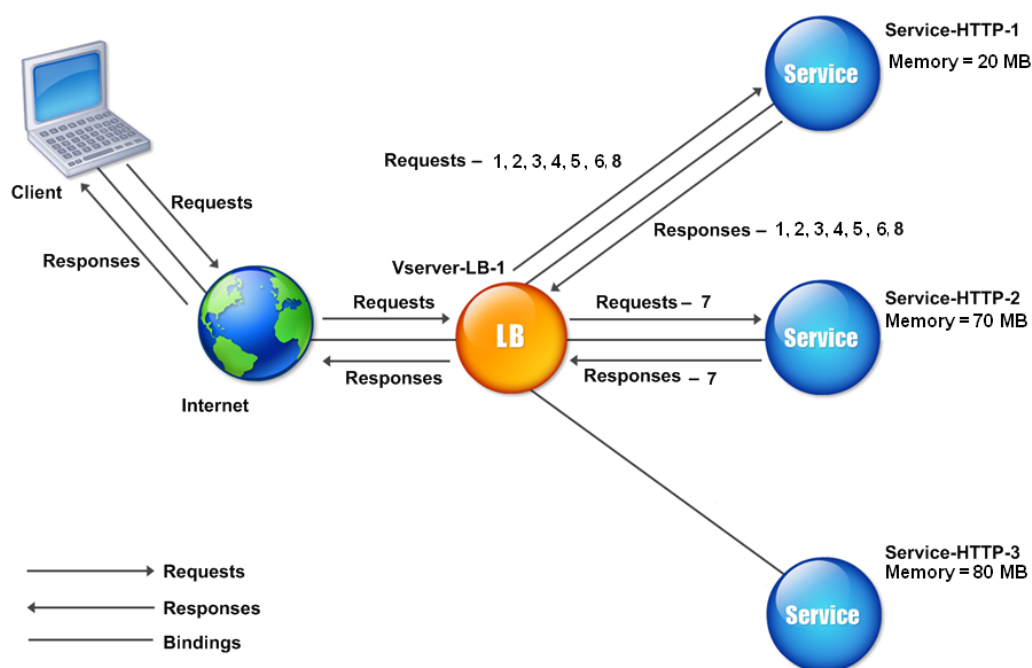 Service-HTTP-1
Memory = 20 MB
Service
Requests – 1, 2, 3, 4, 5 , 6, 8
Client
Requests
Responses – 1, 2, 3, 4, 5 , 6, 8
Responses
Vserver-LB-1
Service-HTTP-2
Memory = 70 MB
Requests
Requests – 7
LB
Service
Responses
Responses – 7
Internet
Service-HTTP-3
Memory = 80 MB
Requests
Service
Responses
Bindings